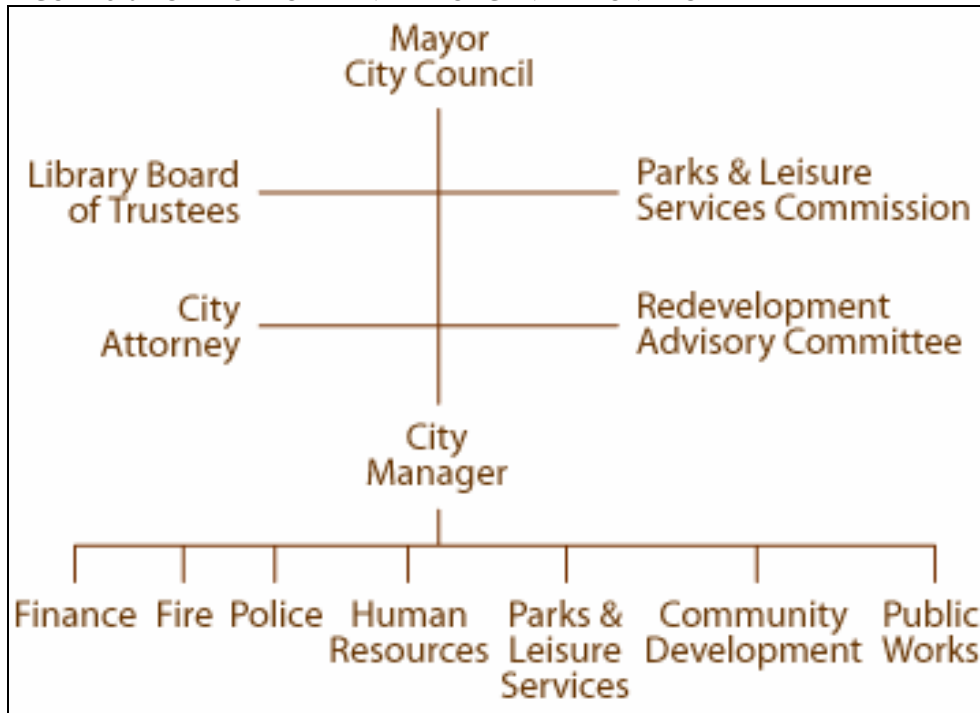 Mayor
City Council
Library Board
of Trustees
Parks & Leisure
Services Commission
City
Attorney
Redevelopment
Advisory Committee
City
Manager
Finance
Fire
Police
Human
Resources
Parks &
Leisure
Services
Community
Development
Public
Works